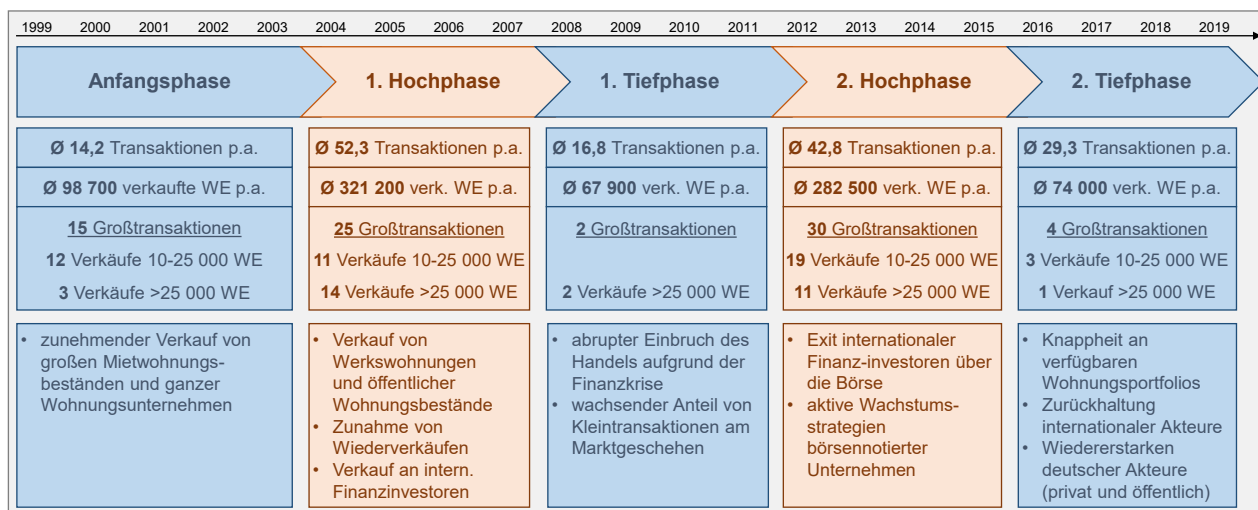 1999 2000 2001 2002 2003 2004 2005 2006 2007 2008 2009 2010 2011 2012 2013 2014 2015 2016 2017 2018 2019
Anfangsphase
1. Hochphase
1. Tiefphase
2. Hochphase
2. Tiefphase
Ø 14,2 Transaktionen p.a.
Ø 98 700 verkaufte WE p.a.
15 Großtransaktionen
12 Verkäufe 10-25 000 WE
3 Verkäufe >25 000 WE
• zunehmender Verkauf von
großen Mietwohnungs-
beständen und ganzer
Wohnungsunternehmen
Ø 52,3 Transaktionen p.a.
Ø 321 200 verk. WE p.a.
25 Großtransaktionen
11 Verkäufe 10-25 000 WE
14 Verkäufe >25 000 WE
• Verkauf von
Werkswohnungen
und öffentlicher
Wohnungsbestände
• Zunahme von
Wiederverkäufen
• Verkauf an intern.
Finanzinvestoren
Ø 16,8 Transaktionen p.a.
Ø 67 900 verk. WE p.a.
2 Großtransaktionen
2 Verkäufe >25 000 WE
• abrupter Einbruch des
Handels aufgrund der
Finanzkrise
• wachsender Anteil von
Kleintransaktionen am
Marktgeschehen
Ø 42,8 Transaktionen p.a.
Ø 282 500 verk. WE p.a.
30 Großtransaktionen
19 Verkäufe 10-25 000 WE
11 Verkäufe >25 000 WE
• Exit internationaler
Finanz-investoren über
die Börse
• aktive Wachstums-
strategien
börsennotierter
Unternehmen
Ø 29,3 Transaktionen p.a.
Ø 74 000 verk. WE p.a.
4 Großtransaktionen
3 Verkäufe 10-25 000 WE
1 Verkauf >25 000 WE
• Knappheit an
verfügbaren
Wohnungsportfolios
• Zurückhaltung
internationaler Akteure
• Wiedererstarken
deutscher Akteure
(privat und öffentlich)